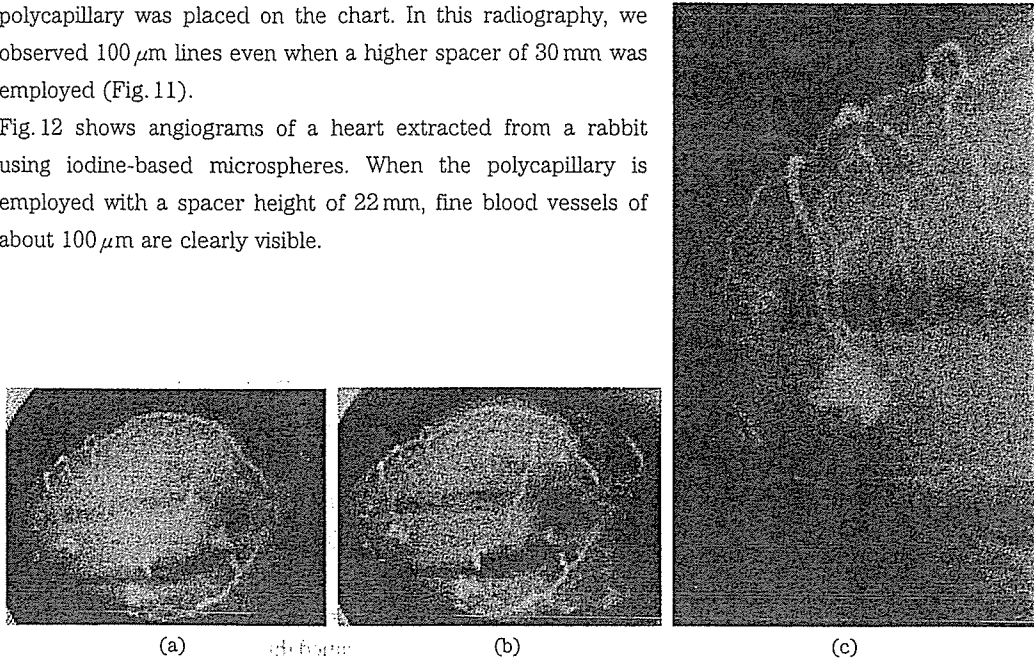 polycapillary was placed on the chart. In this radiography, we
observed 100 μm lines even when a higher spacer of 30 mm was
employed (Fig. 11).
Fig. 12 shows angiograms of a heart extracted from a rabbit
using iodine-based microspheres. When the polycapillary is
employed with a spacer height of 22 mm, fine blood vessels of
about 100 μm are clearly visible.
(a)
(b)
(c)